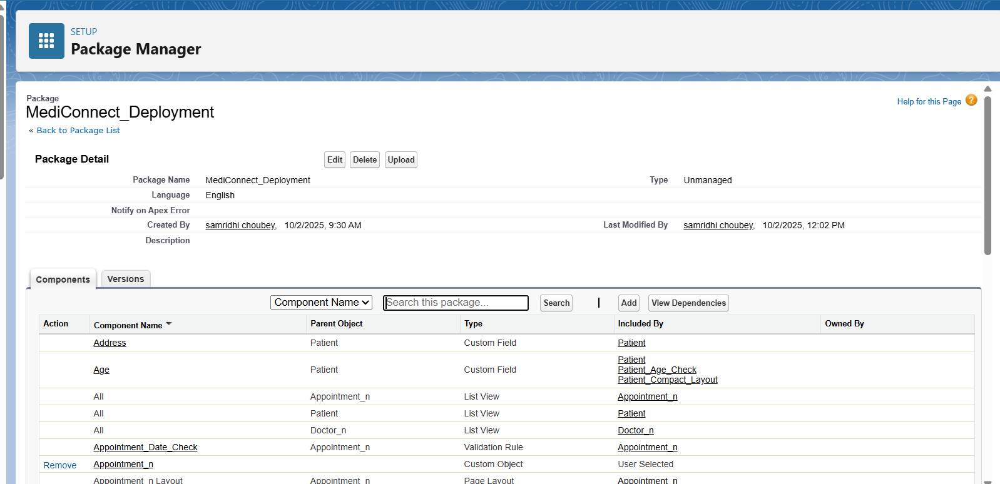 SETUP
Package Manager
Package
MediConnect_Deployment
« Back to Package List
Help for this Page ?
Package Detail Edit Delete Upload
Package Name MediConnect_Deployment Type Unmanaged
Language English
Notify on Apex Error
Created By samridhi choubey, 10/2/2025, 9:30 AM Last Modified By samridhi choubey, 10/2/2025, 12:02 PM
Description
Components Versions
Component Name Search this package... Search | Add View Dependencies
Action Component Name Parent Object Type Included By Owned By
Address Patient Custom Field Patient
Age Patient Custom Field Patient
Patient_Age_Check
Patient_Compact_Layout
All Appointment_n List View Appointment_n
All Patient List View Patient
All Doctor_n List View Doctor_n
Appointment_Date_Check Appointment_n Validation Rule Appointment_n
Remove Appointment_n Custom Object User Selected
Appointment_n Layout Appointment_n Page Layout Appointment_n